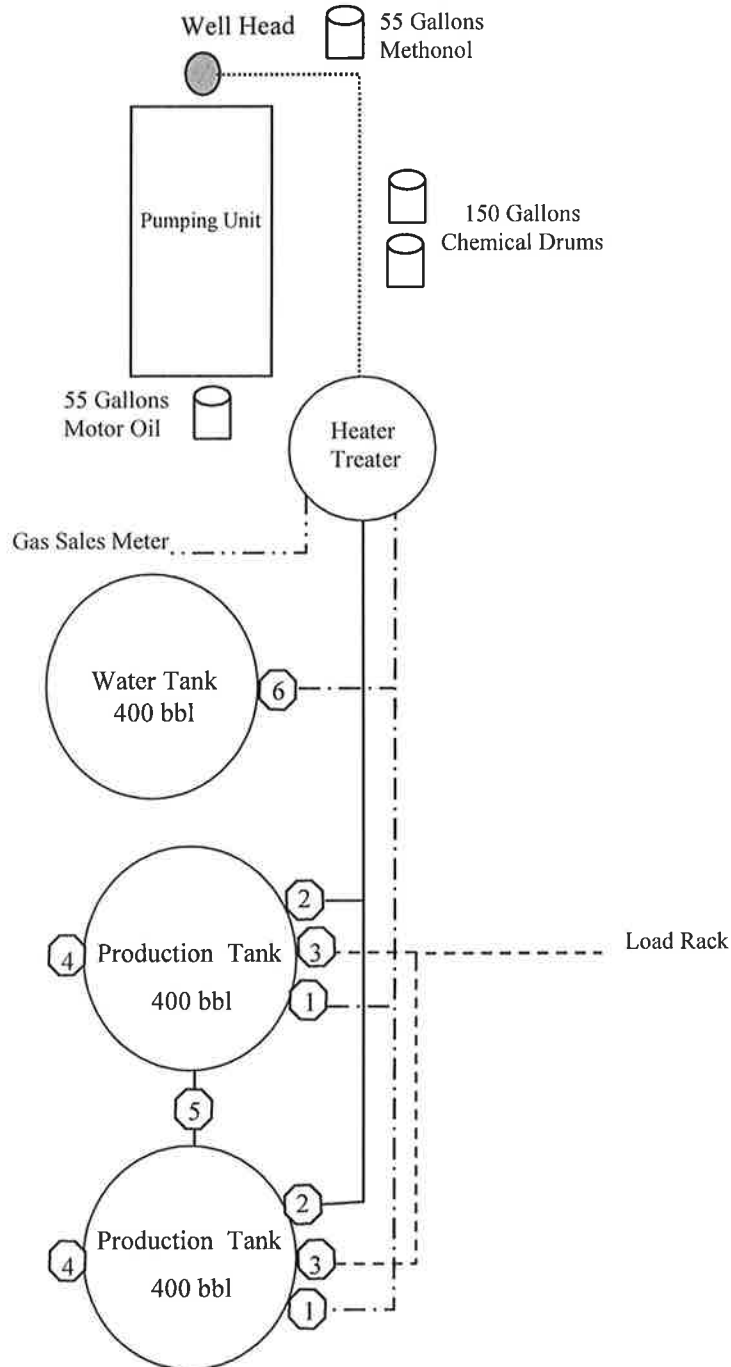 Well Head
55 Gallons
Methonol
Pumping Unit
150 Gallons
Chemical Drums
55 Gallons
Motor Oil
Heater
Treater
Gas Sales Meter
Water Tank
400 bbl
6
2
4
Production Tank
3
Load Rack
400 bbl
1
5
2
Production Tank
4
3
400 bbl
1